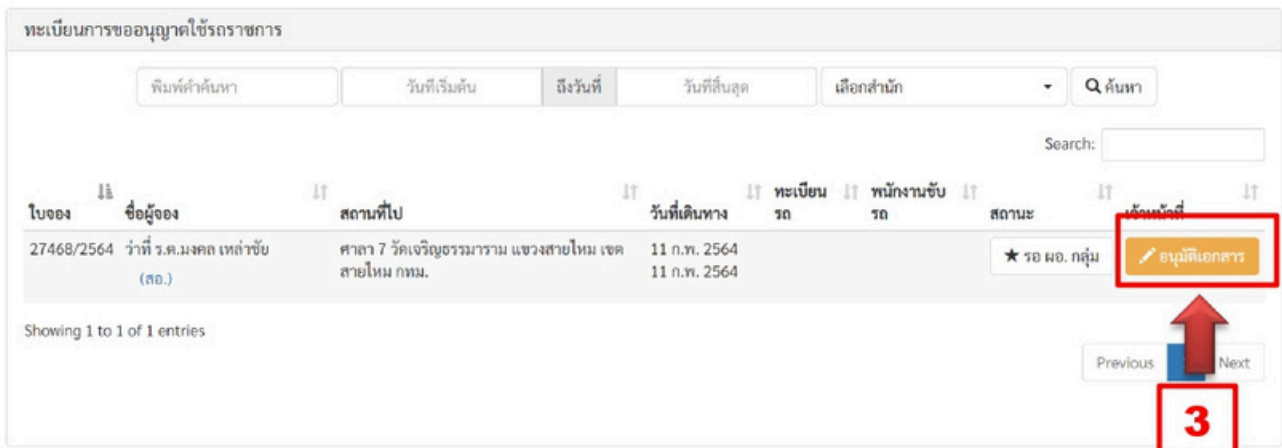 ทะเบียนการขออนุญาตใช้รถราชการ
พิมพ์คำค้นหา วันที่เริ่มต้น ถึงวันที่ วันที่สิ้นสุด เลือกสำนัก ค้นหา
Search:
ใบจอง ชื่อผู้จอง สถานที่ไป วันที่เดินทาง ทะเบียน พนักงานขับ สถานะ เจ้าหน้าที่
รถ รถ
27468/2564 ว่าที่ ร.ต.มงคล เหล่าชัย ศาลา 7 วัดเจริญธรรมาราม แขวงสายไหม เขต 11 ก.พ. 2564 รอ ผอ. กลุ่ม อนุมัติเอกสาร
(สอ.) สายไหม กทม. 11 ก.พ. 2564
Showing 1 to 1 of 1 entries
Previous Next
3